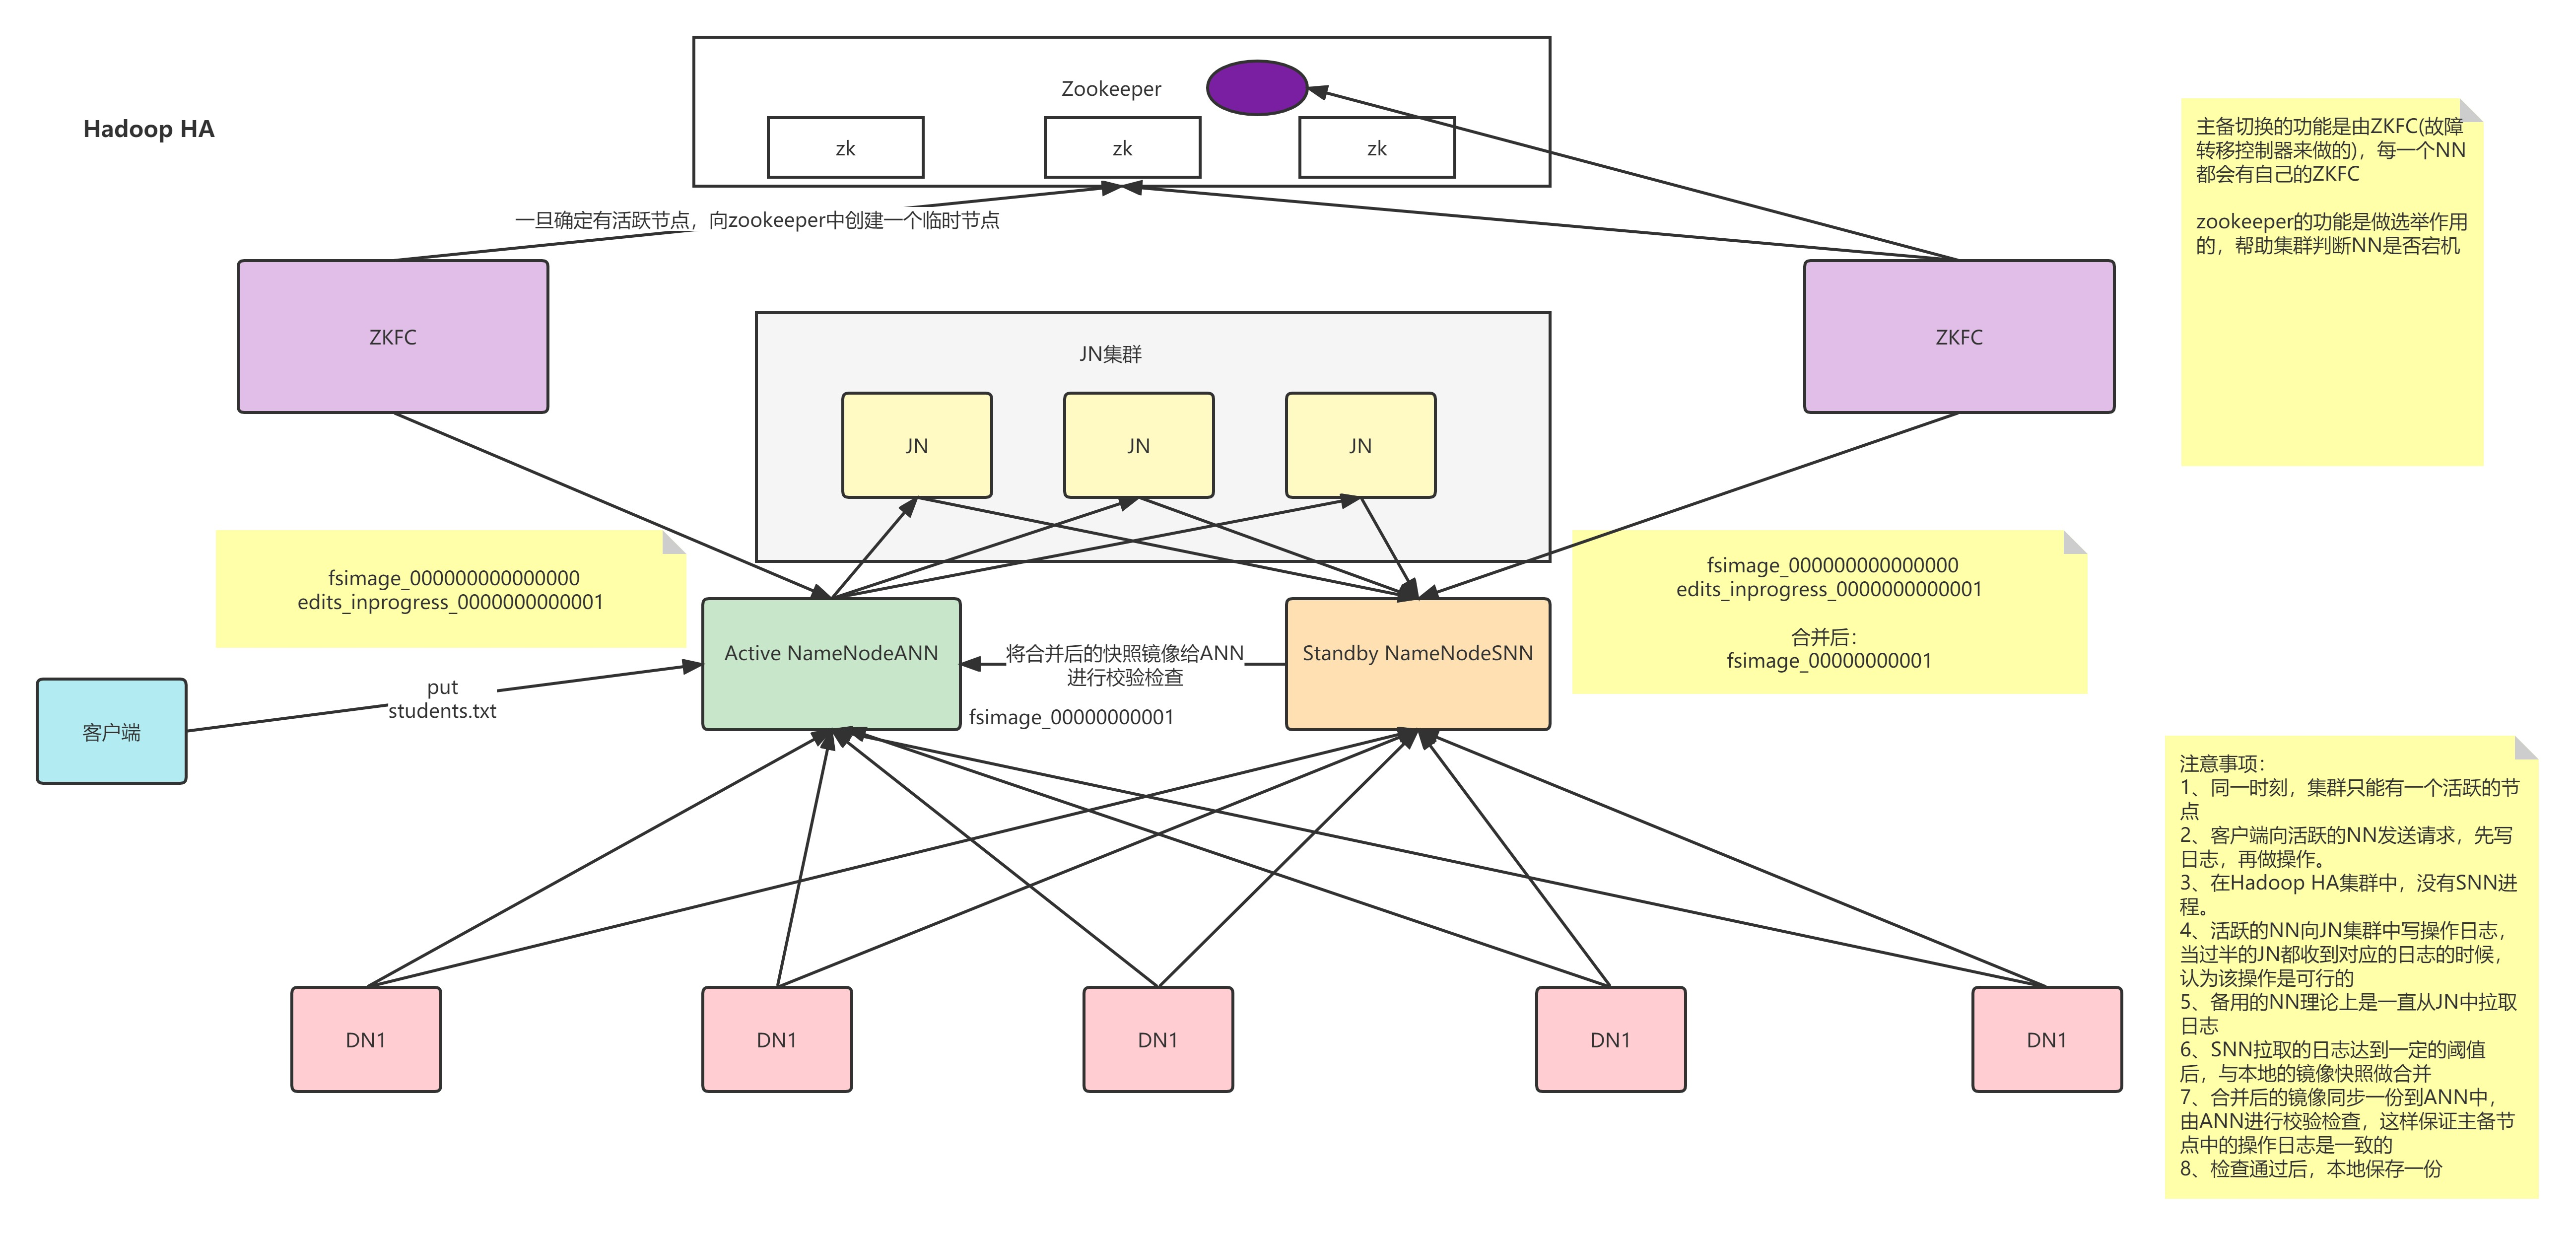 Hadoop HA
Zookeeper
zk
zk
zk
一旦确定有活跃节点，向zookeeper中创建一个临时节点
主备切换的功能是由ZKFC(故障
转移控制器来做的)，每一个NN
都会有自己的ZKFC
zookeeper的功能是做选举作用
的，帮助集群判断NN是否宕机
ZKFC
ZKFC
JN集群
JN
JN
JN
fsimage_000000000000000
edits_inprogress_0000000000001
fsimage_000000000000000
edits_inprogress_0000000000001
合并后：
fsimage_00000000001
Active NameNodeANN
将合并后的快照镜像给ANN
进行校验检查
fsimage_00000000001
Standby NameNodeSNN
put
students.txt
客户端
DN1
DN1
DN1
DN1
DN1
注意事项：
1、同一时刻，集群只能有一个活跃的节
点
2、客户端向活跃的NN发送请求，先写
日志，再做操作。
3、在Hadoop HA集群中，没有SNN进
程。
4、活跃的NN向JN集群中写操作日志，
当过半的JN都收到对应的日志的时候，
认为该操作是可行的
5、备用的NN理论上是一直从JN中拉取
日志
6、SNN拉取的日志达到一定的阈值
后，与本地的镜像快照做合并
7、合并后的镜像同步一份到ANN中，
由ANN进行校验检查，这样保证主备节
点中的操作日志是一致的
8、检查通过后，本地保存一份